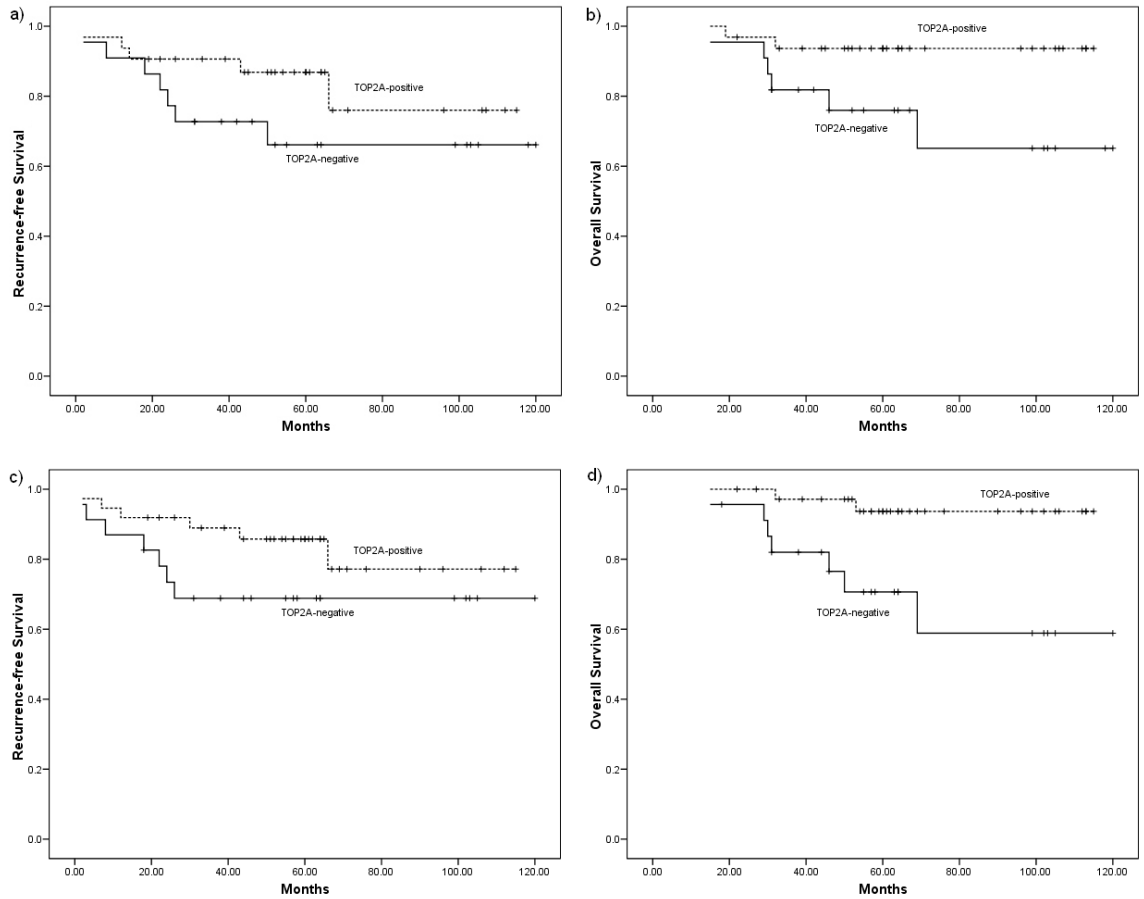 a)
Recurrence-free Survival
1.0
0.8
0.6
0.4
0.2
0.0
TOP2A-positive
TOP2A-negative
0.00 20.00 40.00 60.00 80.00 100.00 120.00
Months
b)
Overall Survival
1.0
0.8
0.6
0.4
0.2
0.0
TOP2A-positive
TOP2A-negative
0.00 20.00 40.00 60.00 80.00 100.00 120.00
Months
c)
Recurrence-free Survival
1.0
0.8
0.6
0.4
0.2
0.0
TOP2A-positive
TOP2A-negative
0.00 20.00 40.00 60.00 80.00 100.00 120.00
Months
d)
Overall Survival
1.0
0.8
0.6
0.4
0.2
0.0
TOP2A-positive
TOP2A-negative
0.00 20.00 40.00 60.00 80.00 100.00 120.00
Months